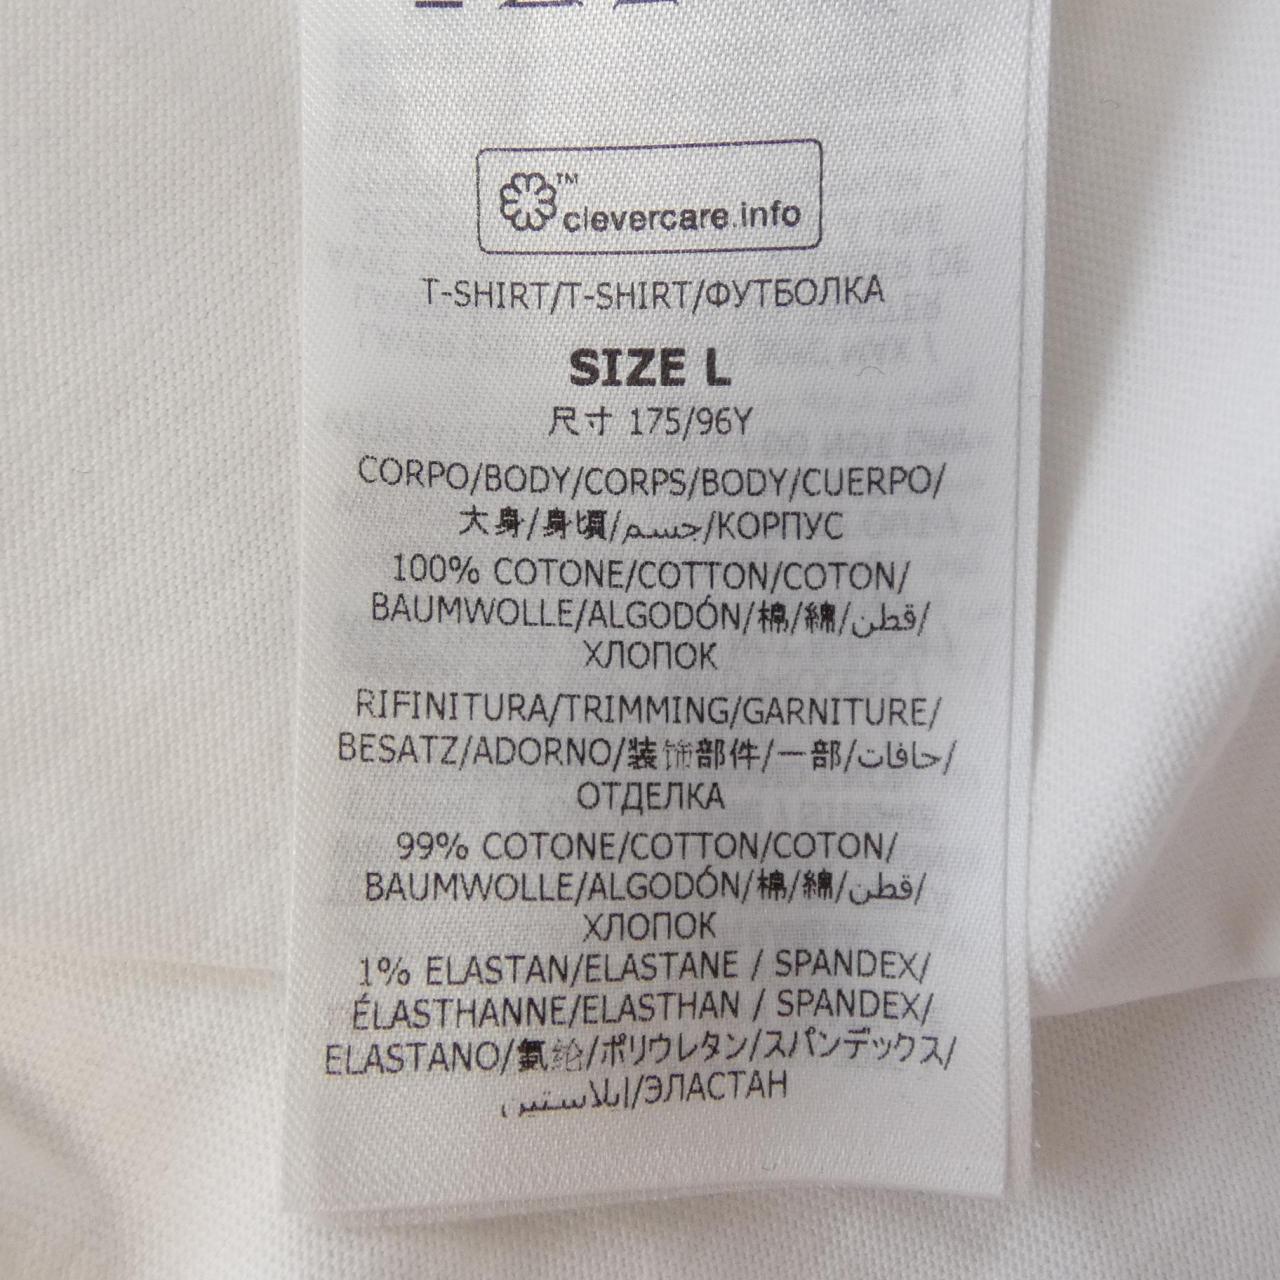 ™
clevercare.info
T-SHIRT/T-SHIRT/ФУТБОЛКА
SIZE L
尺寸 175/96Y
CORPO/BODY/CORPS/BODY/CUERPO/
大身/身頃/جسم/КОРПУС
100% COTONE/COTTON/COTON/
BAUMWOLLE/ALGODÓN/棉/綿/قطن/
ХЛОПОК
RIFINITURA/TRIMMING/GARNITURE/
BESATZ/ADORNO/装饰部件/一部/حافات/
ОТДЕЛКА
99% COTONE/COTTON/COTON/
BAUMWOLLE/ALGODÓN/棉/綿/قطن/
ХЛОПОК
1% ELASTAN/ELASTANE / SPANDEX/
ÉLASTHANNE/ELASTHAN / SPANDEX/
ELASTANO/氨纶/ポリウレタン/スパンデックス/
إيلاستين/ЭЛАСТАН